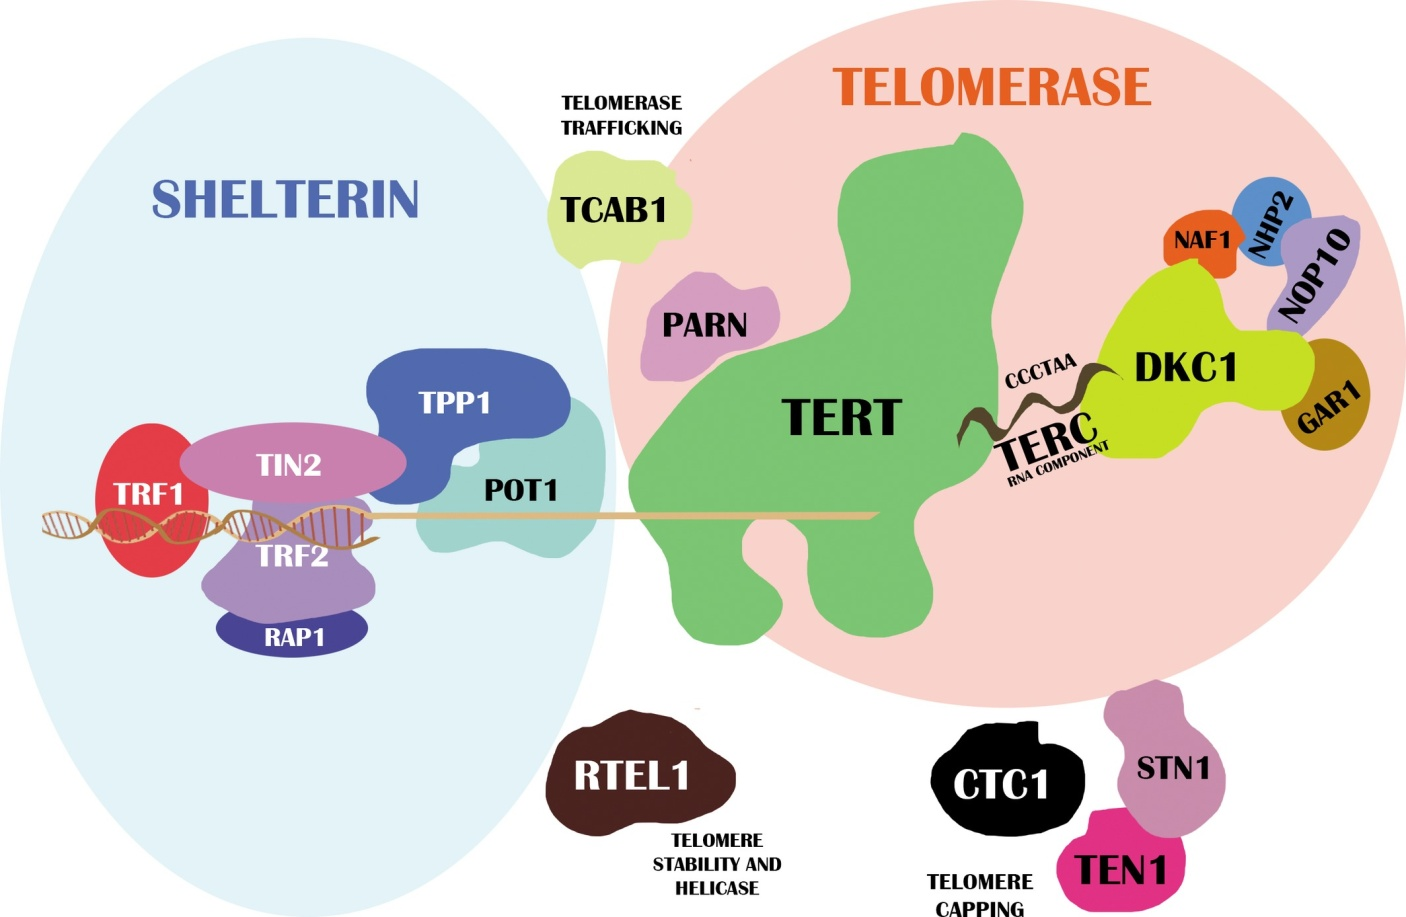 TELOMERASE
TELOMERASE
TRAFFICKING
SHELTERIN
TCAB1
NAF1
NHP2
NOP10
PARN
CCCTAA
DKC1
TPP1
TERT
GAR1
TERC
RNA COMPONENT
TIN2
TRF1
POT1
TRF2
RAP1
RTEL1
CTC1
STN1
TELOMERE
STABILITY AND
HELICASE
TEN1
TELOMERE
CAPPING